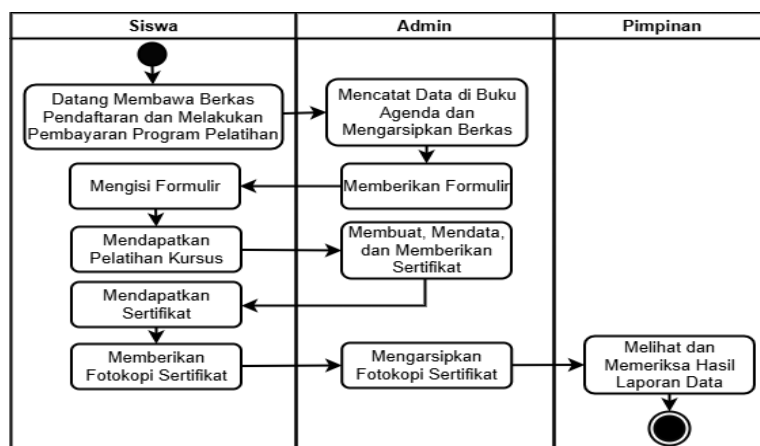 Siswa
Admin
Pimpinan
Datang Membawa Berkas
Pendaftaran dan Melakukan
Pembayaran Program Pelatihan
Mencatat Data di Buku
Agenda dan
Mengarsipkan Berkas
Memberikan Formulir
Mengisi Formulir
Mendapatkan
Pelatihan Kursus
Membuat, Mendata,
dan Memberikan
Sertifikat
Mendapatkan
Sertifikat
Memberikan
Fotokopi Sertifikat
Mengarsipkan
Fotokopi Sertifikat
Melihat dan
Memeriksa Hasil
Laporan Data